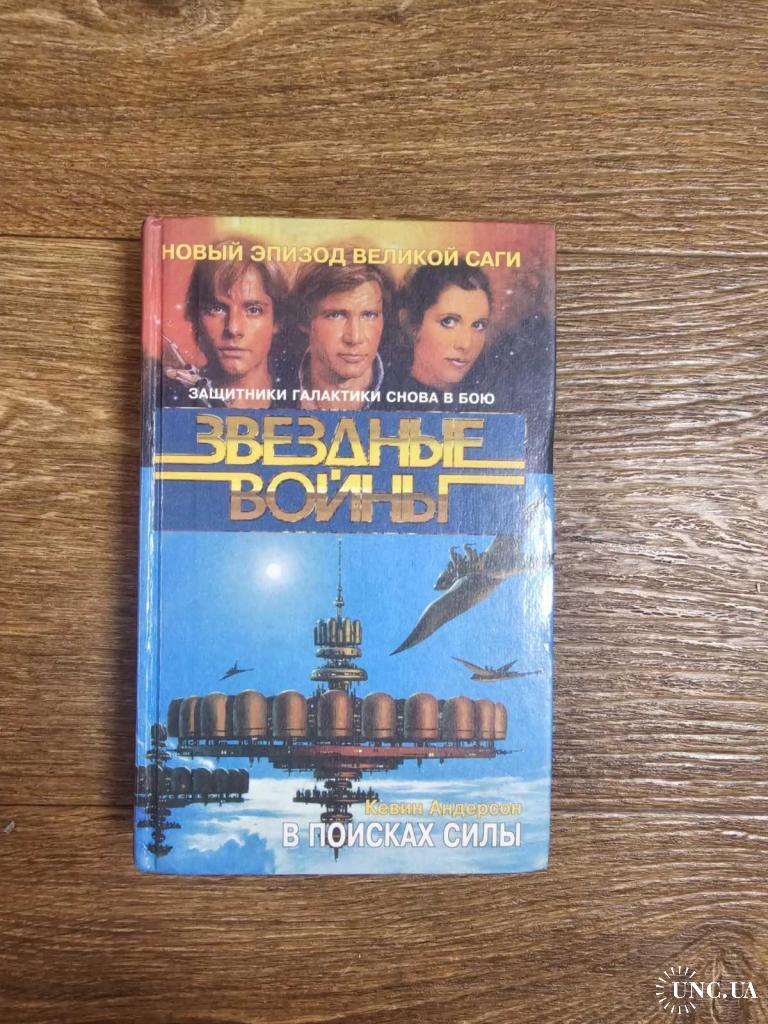 НОВЫЙ ЭПИЗОД ВЕЛИКОЙ САГИ
ЗАЩИТНИКИ ГАЛАКТИКИ СНОВА В БОЮ
ЗВЕЗДНЫЕ
ВОЙНЫ
Кевин Андерсон
В ПОИСКАХ СИЛЫ
UNC.UA